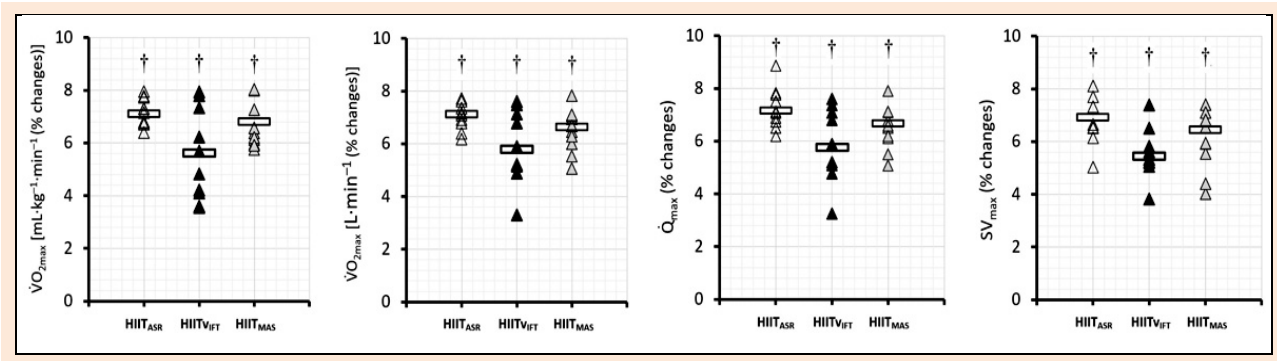 V̇O2max [mL·kg−1·min−1 (% changes)]
10
8
6
4
2
0
† † †
HIITASR HIITvIFT HIITMAS
V̇O2max [L·min−1 (% changes)]
10
8
6
4
2
0
† † †
HIITASR HIITvIFT HIITMAS
Q̇max (% changes)
10
8
6
4
2
0
† † †
HIITASR HIITvIFT HIITMAS
SVmax (% changes)
10
8
6
4
2
0
† † †
HIITASR HIITvIFT HIITMAS